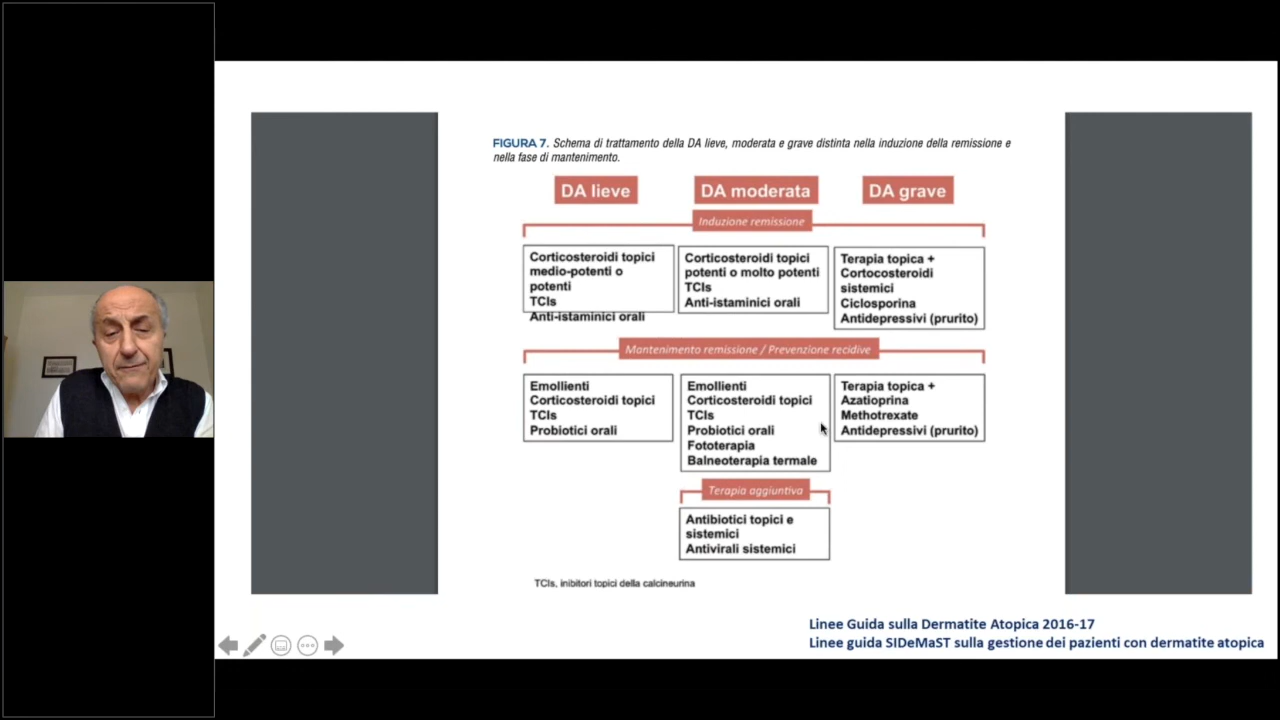 FIGURA 7. Schema di trattamento della DA lieve, moderata e grave distinta nella induzione della remissione e
nella fase di mantenimento.
DA lieve
DA moderata
DA grave
Induzione remissione
Corticosteroidi topici
medio-potenti o
potenti
TCIs
Anti-istaminici orali
Corticosteroidi topici
potenti o molto potenti
TCIs
Anti-istaminici orali
Terapia topica +
Cortocosteroidi
sistemici
Ciclosporina
Antidepressivi (prurito)
Mantenimento remissione / Prevenzione recidive
Emollienti
Corticosteroidi topici
TCIs
Probiotici orali
Emollienti
Corticosteroidi topici
TCIs
Probiotici orali
Fototerapia
Balneoterapia termale
Terapia topica +
Azatioprina
Methotrexate
Antidepressivi (prurito)
Terapia aggiuntiva
Antibiotici topici e
sistemici
Antivirali sistemici
TCIs, inibitori topici della calcineurina
Linee Guida sulla Dermatite Atopica 2016-17
Linee guida SIDeMaST sulla gestione dei pazienti con dermatite atopica